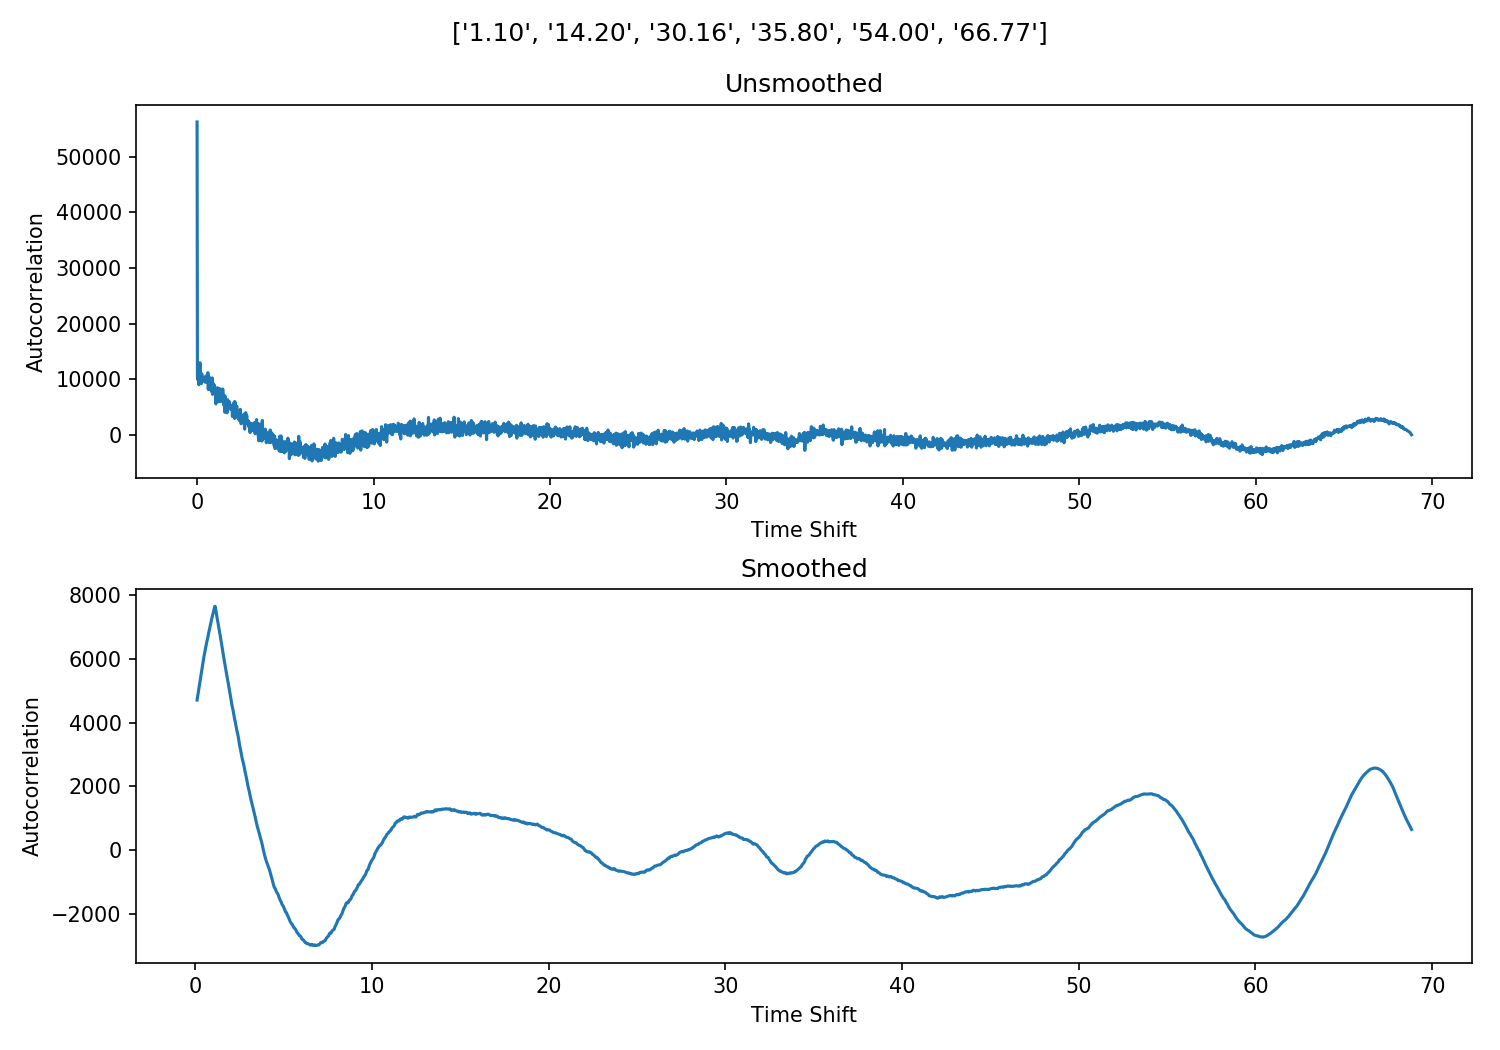 ['1.10', '14.20', '30.16', '35.80', '54.00', '66.77']
Unsmoothed
Autocorrelation
50000
40000
30000
20000
10000
0
0 10 20 30 40 50 60 70
Time Shift
Smoothed
Autocorrelation
8000
6000
4000
2000
0
−2000
0 10 20 30 40 50 60 70
Time Shift